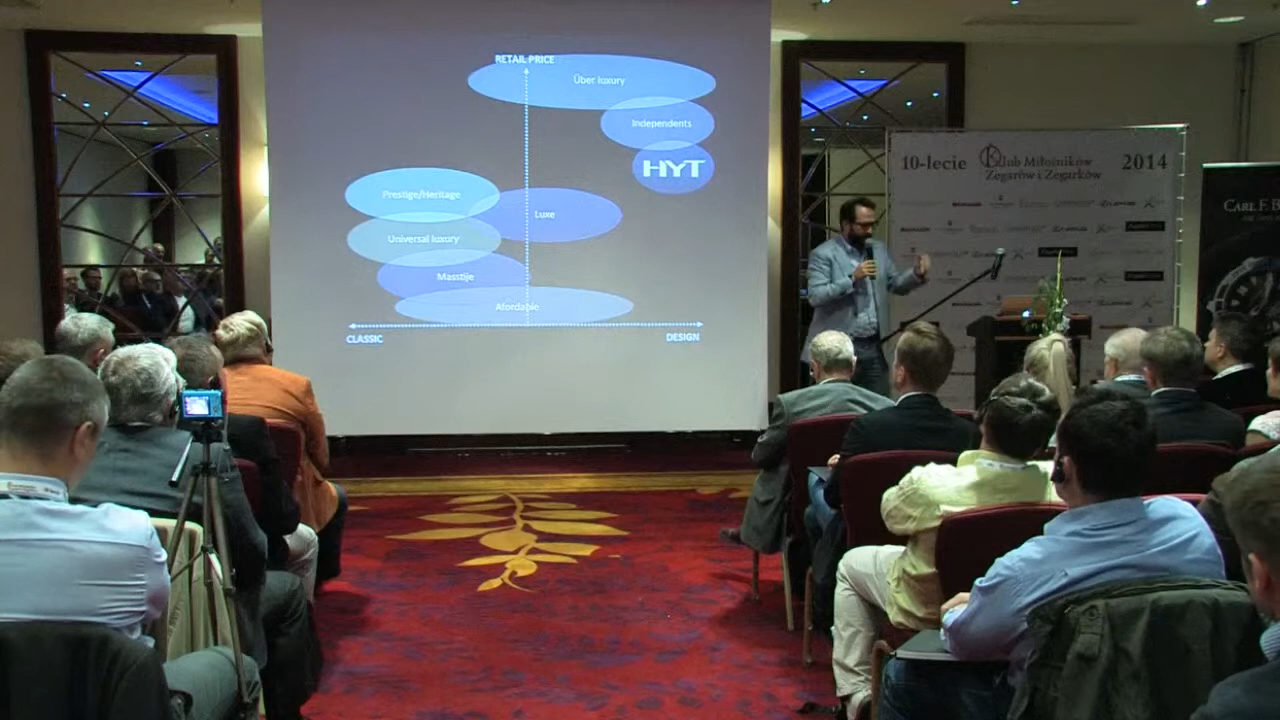 RETAIL PRICE
Über luxury
Independents
HYT
Prestige/Heritage
Luxe
Universal luxury
Masstije
Afordable
CLASSIC
DESIGN
10-lecie
Klub Miłośników
Zegarów i Zegarków
2014
CARL F. B